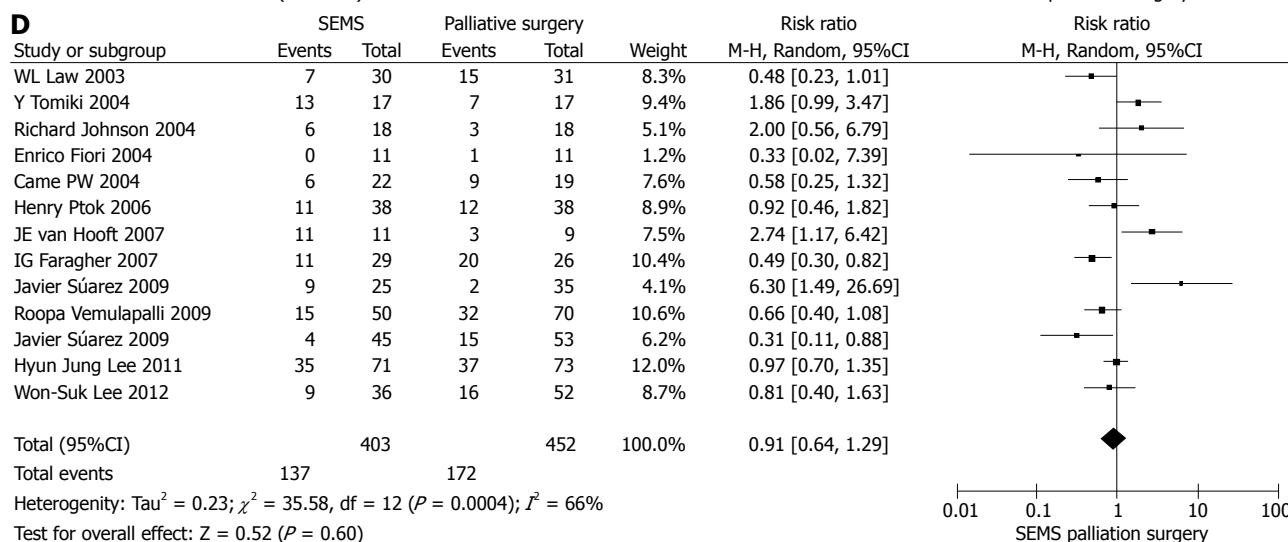 D SEMS Palliative surgery Risk ratio Risk ratio
Study or subgroup Events Total Events Total Weight M-H, Random, 95%CI M-H, Random, 95%CI
WL Law 2003 7 30 15 31 8.3% 0.48 [0.23, 1.01]
Y Tomiki 2004 13 17 7 17 9.4% 1.86 [0.99, 3.47]
Richard Johnson 2004 6 18 3 18 5.1% 2.00 [0.56, 6.79]
Enrico Fiori 2004 0 11 1 11 1.2% 0.33 [0.02, 7.39]
Came PW 2004 6 22 9 19 7.6% 0.58 [0.25, 1.32]
Henry Ptok 2006 11 38 12 38 8.9% 0.92 [0.46, 1.82]
JE van Hooft 2007 11 11 3 9 7.5% 2.74 [1.17, 6.42]
IG Faragher 2007 11 29 20 26 10.4% 0.49 [0.30, 0.82]
Javier Súarez 2009 9 25 2 35 4.1% 6.30 [1.49, 26.69]
Roopa Vemulapalli 2009 15 50 32 70 10.6% 0.66 [0.40, 1.08]
Javier Súarez 2009 4 45 15 53 6.2% 0.31 [0.11, 0.88]
Hyun Jung Lee 2011 35 71 37 73 12.0% 0.97 [0.70, 1.35]
Won-Suk Lee 2012 9 36 16 52 8.7% 0.81 [0.40, 1.63]
Total (95%CI) 403 452 100.0% 0.91 [0.64, 1.29]
Total events 137 172
Heterogenity: Tau² = 0.23; χ² = 35.58, df = 12 (P = 0.0004); I² = 66%
Test for overall effect: Z = 0.52 (P = 0.60)
0.01 0.1 1 10 100
SEMS palliation surgery